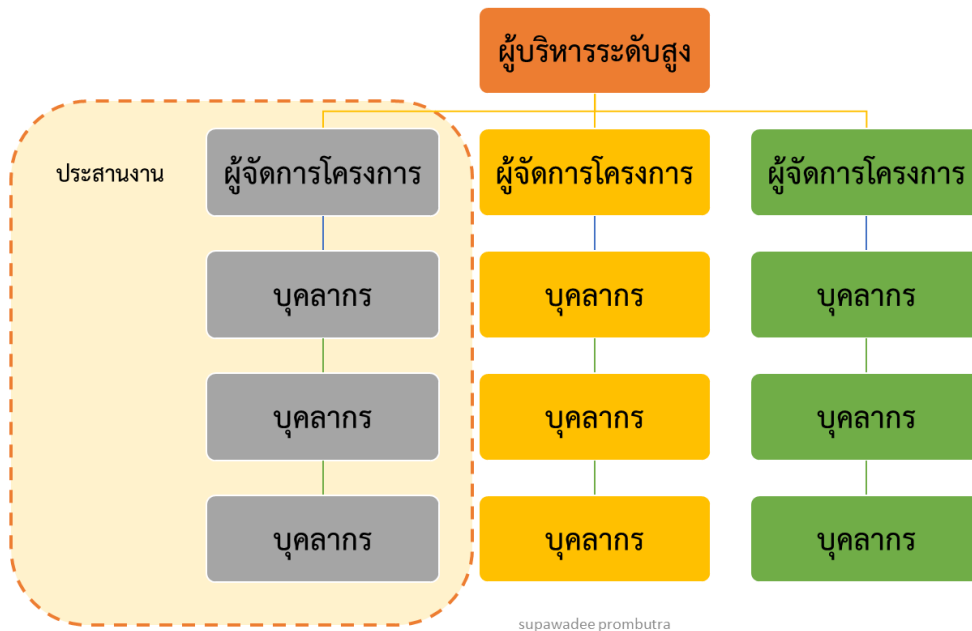 ผู้บริหารระดับสูง
ประสานงาน
ผู้จัดการโครงการ
ผู้จัดการโครงการ
ผู้จัดการโครงการ
บุคลากร
บุคลากร
บุคลากร
บุคลากร
บุคลากร
บุคลากร
บุคลากร
บุคลากร
บุคลากร
supawadee prombutra